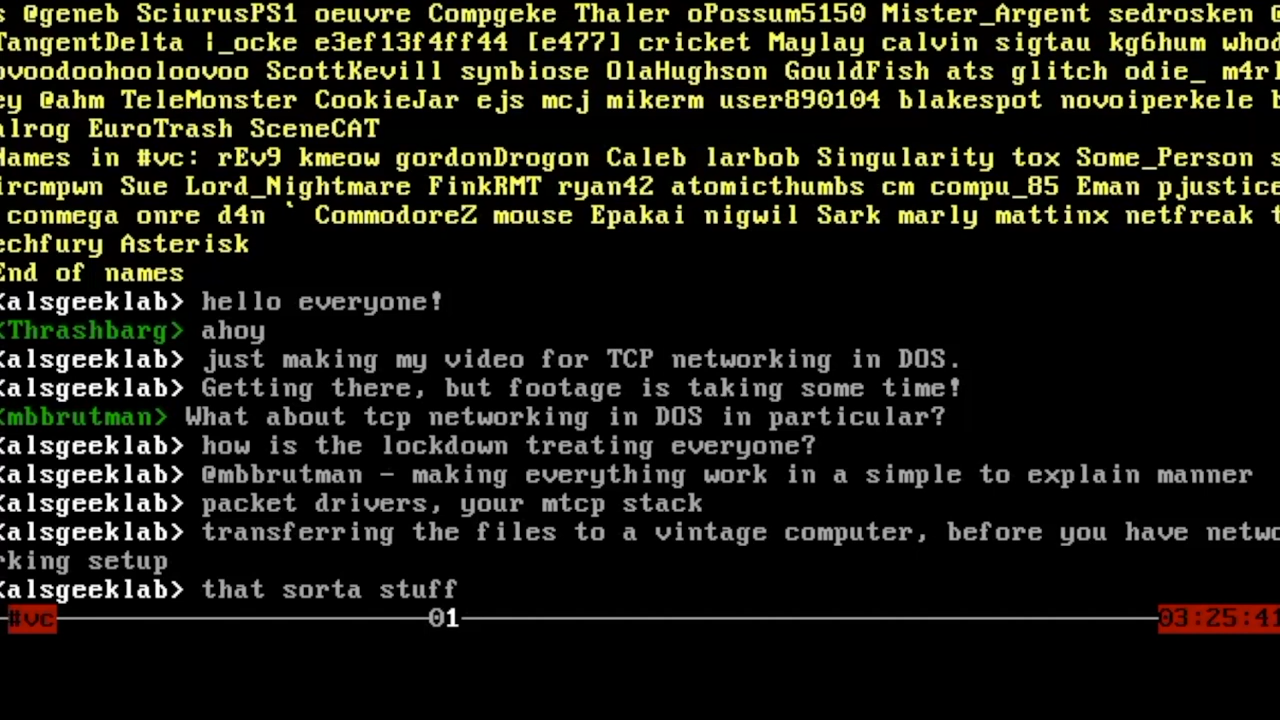 s @geneb SciurusPS1 oeuvre Compgeke Thaler oPossum5150 Mister_Argent sedrosken
TangentDelta |_ocke e3ef13f4ff44 [e477] cricket Maylay calvin sigtau kg6hum whod
ovoodoohooloovoo ScottKevill synbiose OlaHughson GouldFish ats glitch odie_ m4rl
ey @ahm TeleMonster CookieJar ejs mcj mikerm user890104 blakespot novoiperkele b
alrog EuroTrash SceneCAT
Names in #vc: rEv9 kmeow gordonDrogon Caleb larbob Singularity tox Some_Person s
ircmpwn Sue Lord_Nightmare FinkRMT ryan42 atomicthumbs cm compu_85 Eman pjustice
conmega onre d4n ` CommodoreZ mouse Epakai nigwil Sark marly mattinx netfreak t
echfury Asterisk
End of names
<alsgeeklab> hello everyone!
<Thrashbarg> ahoy
<alsgeeklab> just making my video for TCP networking in DOS.
<alsgeeklab> Getting there, but footage is taking some time!
<mbbrutman> What about tcp networking in DOS in particular?
<alsgeeklab> how is the lockdown treating everyone?
<alsgeeklab> @mbbrutman - making everything work in a simple to explain manner
<alsgeeklab> packet drivers, your mtcp stack
<alsgeeklab> transferring the files to a vintage computer, before you have netwo
rking setup
<alsgeeklab> that sorta stuff
#vc 01 03:25:41